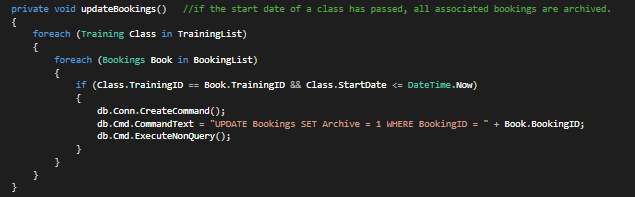 private void updateBookings()   //if the start date of a class has passed, all associated bookings are archived.
{
    foreach (Training Class in TrainingList)
    {
        foreach (Bookings Book in BookingList)
        {
            if (Class.TrainingID == Book.TrainingID && Class.StartDate <= DateTime.Now)
            {
                db.Conn.CreateCommand();
                db.Cmd.CommandText = "UPDATE Bookings SET Archive = 1 WHERE BookingID = " + Book.BookingID;
                db.Cmd.ExecuteNonQuery();
            }
        }
    }
}